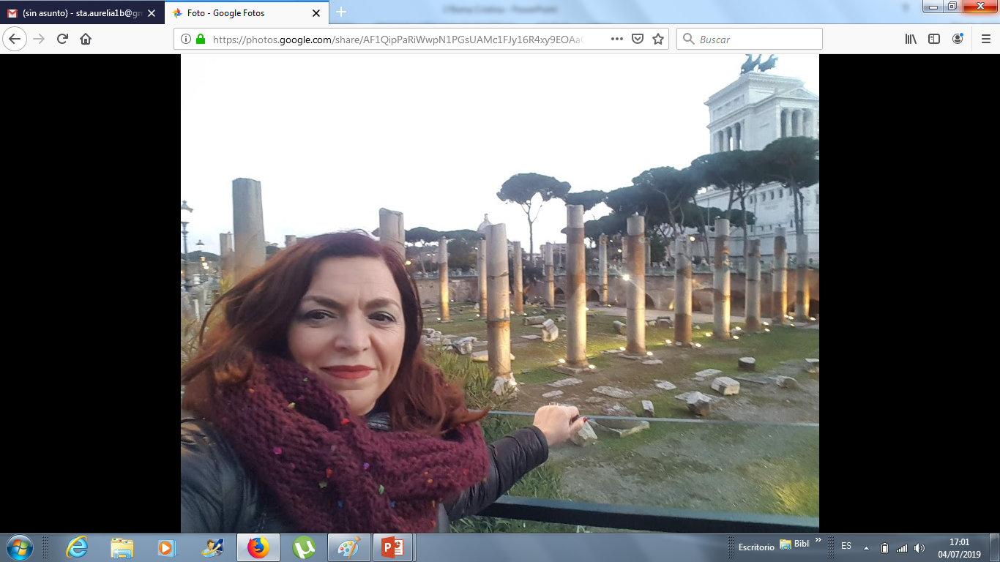 (sin asunto) - sta.aurelia1b@gm
Foto - Google Fotos
https://photos.google.com/share/AF1QipPaRiWwpN1PGsUAMc1FJy16R4xy9EOAa
Buscar
Escritorio
Bibl
ES
17:01
04/07/2019